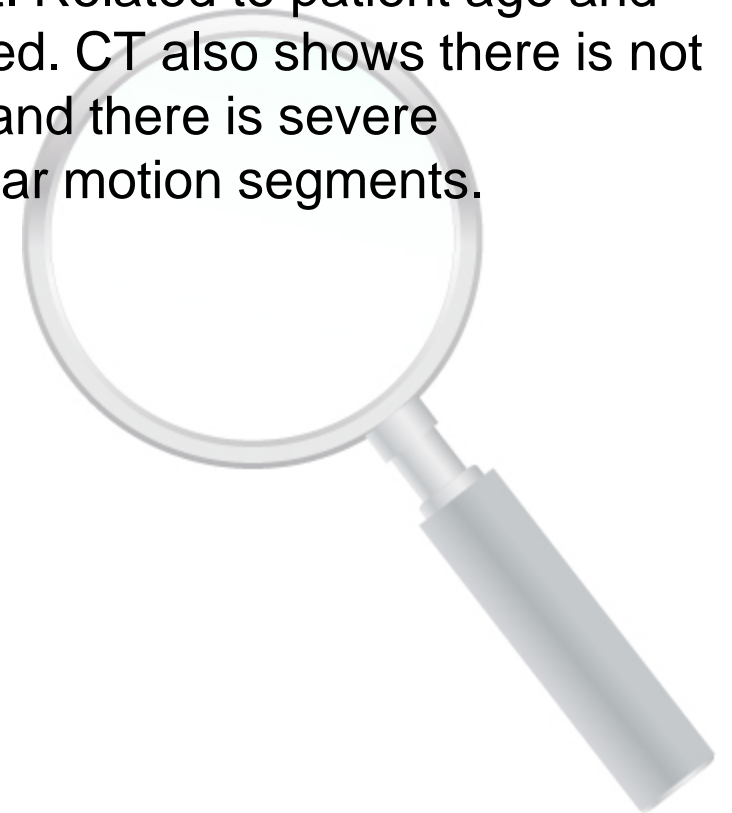 . Related to patient age and
ed. CT also shows there is not
and there is severe
ar motion segments.